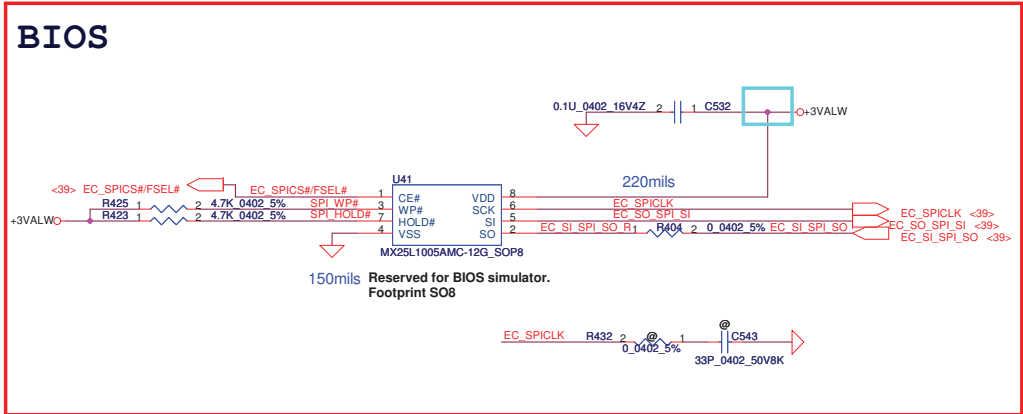 BIOS
0.1U_0402_16V4Z 2 1 C532 +3VALW
U41
<39> EC_SPICS#/FSEL# EC_SPICS#/FSEL# 1 CE# VDD 8 220mils
R425 1 2 4.7K_0402_5% SPI_WP# 3 WP# SCK 6 EC_SPICLK EC_SPICLK <39>
+3VALW R423 1 2 4.7K_0402_5% SPI_HOLD# 7 HOLD# SI 5 EC_SO_SPI_SI EC_SO_SPI_SI <39>
4 VSS SO 2 EC_SI_SPI_SO_R 1 R404 2 0_0402_5% EC_SI_SPI_SO EC_SI_SPI_SO <39>
MX25L1005AMC-12G_SOP8
150mils Reserved for BIOS simulator.
Footprint SO8
EC_SPICLK R432 2 @ 1 @ C543
0_0402_5% 33P_0402_50V8K